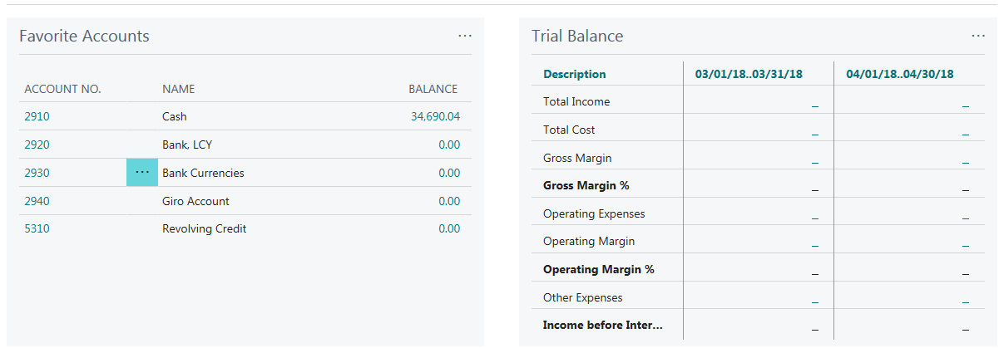 Favorite Accounts ...
ACCOUNT NO. NAME BALANCE
2910 Cash 34,690.04
2920 Bank, LCY 0.00
2930 ... Bank Currencies 0.00
2940 Giro Account 0.00
5310 Revolving Credit 0.00
Trial Balance ...
Description 03/01/18..03/31/18 04/01/18..04/30/18
Total Income _ _
Total Cost _ _
Gross Margin _ _
Gross Margin % _ _
Operating Expenses _ _
Operating Margin _ _
Operating Margin % _ _
Other Expenses _ _
Income before Inter... _ _